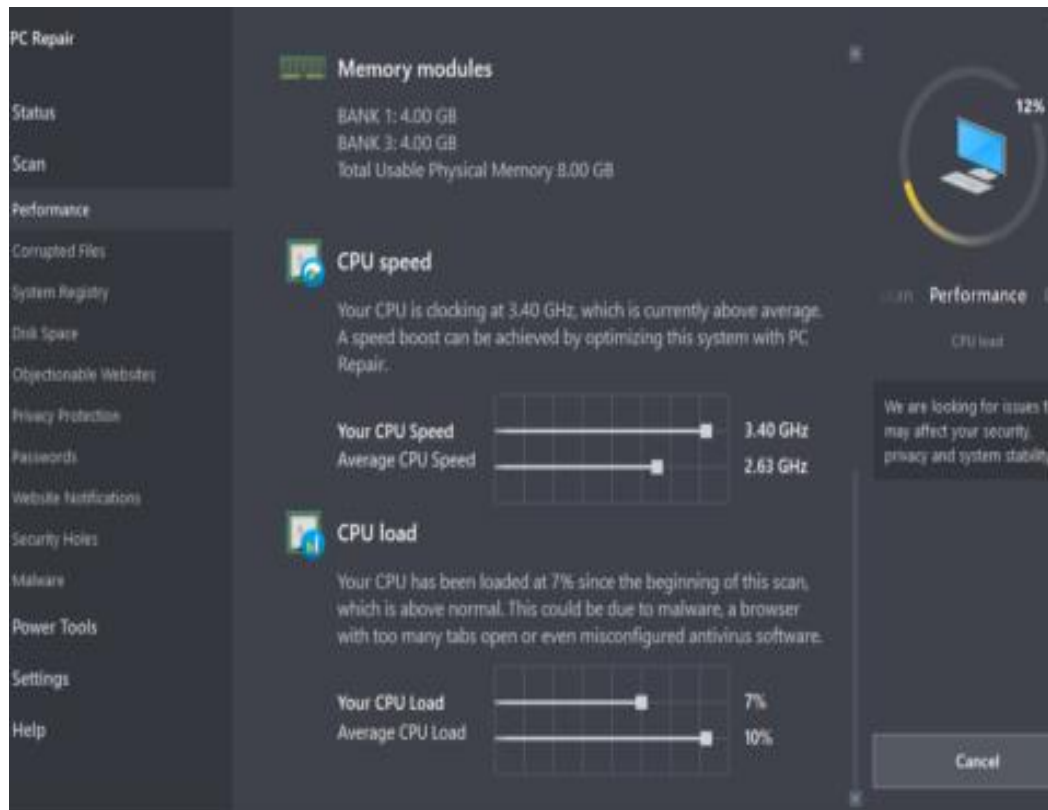 PC Repair
Status
Scan
Performance
Corrupted Files
System Registry
Disk Space
Objectionable Websites
Privacy Protection
Passwords
Website Notifications
Security Holes
Malware
Power Tools
Settings
Help
Memory modules
BANK 1: 4.00 GB
BANK 3: 4.00 GB
Total Usable Physical Memory 8.00 GB
CPU speed
Your CPU is clocking at 3.40 GHz, which is currently above average.
A speed boost can be achieved by optimizing this system with PC
Repair.
Your CPU Speed 3.40 GHz
Average CPU Speed 2.63 GHz
CPU load
Your CPU has been loaded at 7% since the beginning of this scan,
which is above normal. This could be due to malware, a browser
with too many tabs open or even misconfigured antivirus software.
Your CPU Load 7%
Average CPU Load 10%
12%
Performance
CPU load
We are looking for issues
may affect your security,
privacy and system stability
Cancel